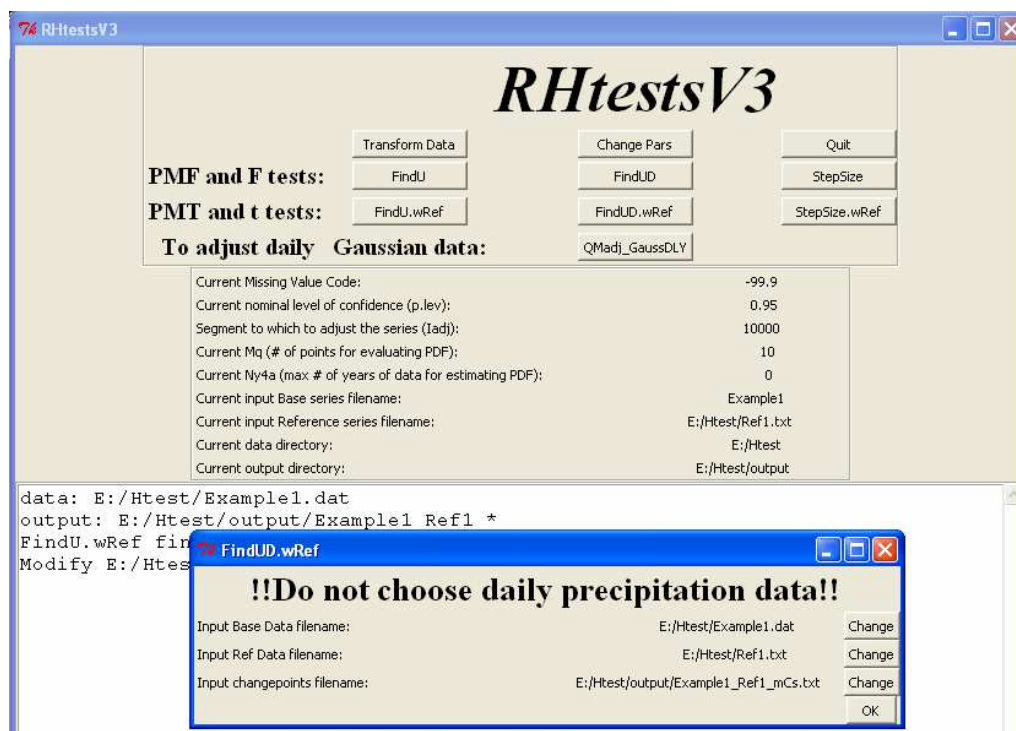 RHtestsV3
RHtestsV3
Transform Data Change Pars Quit
PMF and F tests: FindU FindUD StepSize
PMT and t tests: FindU.wRef FindUD.wRef StepSize.wRef
To adjust daily Gaussian data: QMadj_GaussDLY
Current Missing Value Code: -99.9
Current nominal level of confidence (p.lev): 0.95
Segment to which to adjust the series (Iadj): 10000
Current Mq (# of points for evaluating PDF): 10
Current Ny4a (max # of years of data for estimating PDF): 0
Current input Base series filename: Example1
Current input Reference series filename: E:/Htest/Ref1.txt
Current data directory: E:/Htest
Current output directory: E:/Htest/output
data: E:/Htest/Example1.dat
output: E:/Htest/output/Example1_Ref1_*
FindU.wRef fin
Modify E:/Htes
FindUD.wRef
!!Do not choose daily precipitation data!!
Input Base Data filename: E:/Htest/Example1.dat Change
Input Ref Data filename: E:/Htest/Ref1.txt Change
Input changepoints filename: E:/Htest/output/Example1_Ref1_mCs.txt Change
OK